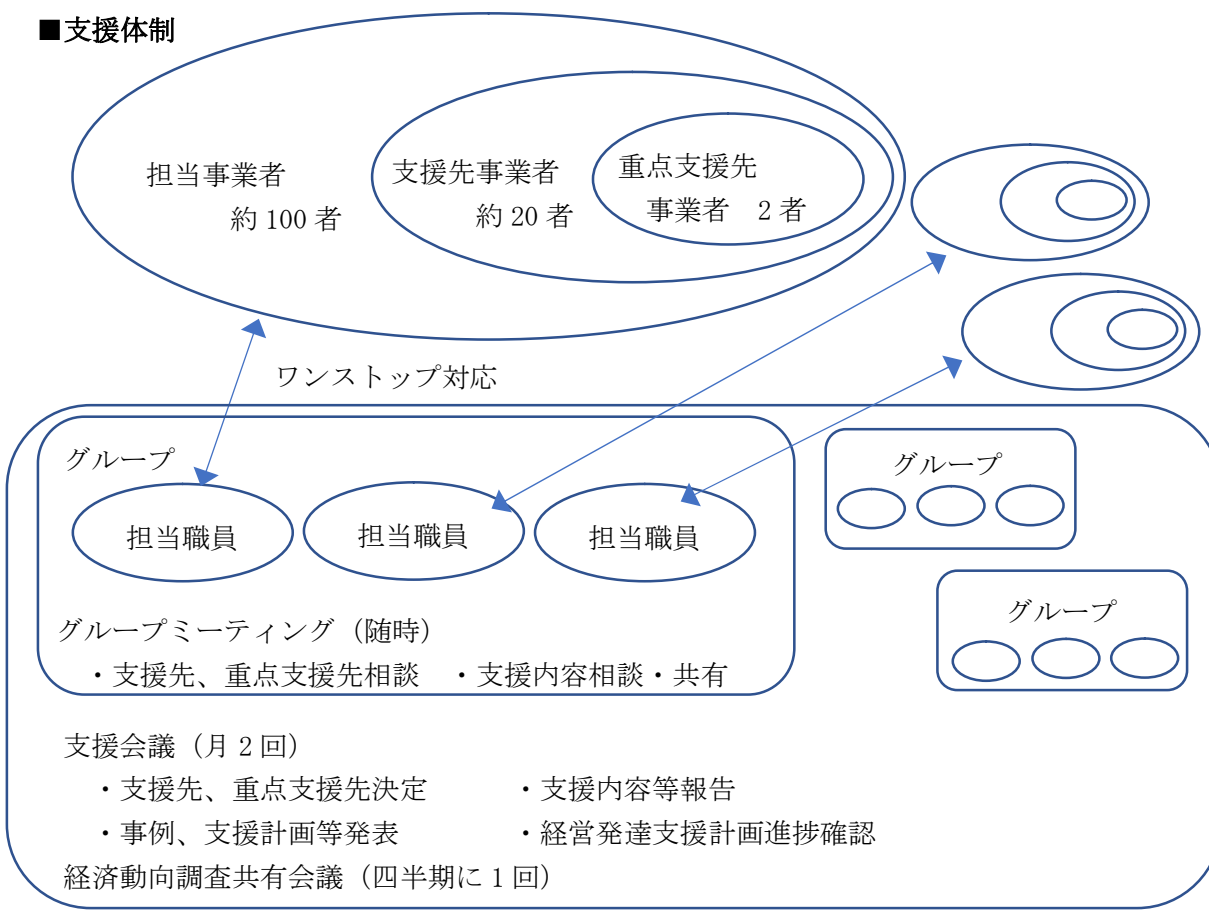 ■支援体制
担当事業者
約 100 者
支援先事業者
約 20 者
重点支援先
事業者　2 者
ワンストップ対応
グループ
担当職員
担当職員
担当職員
グループミーティング（随時）
・支援先、重点支援先相談　・支援内容相談・共有
グループ
グループ
支援会議（月 2 回）
・支援先、重点支援先決定　　　・支援内容等報告
・事例、支援計画等発表　　　　・経営発達支援計画進捗確認
経済動向調査共有会議（四半期に 1 回）